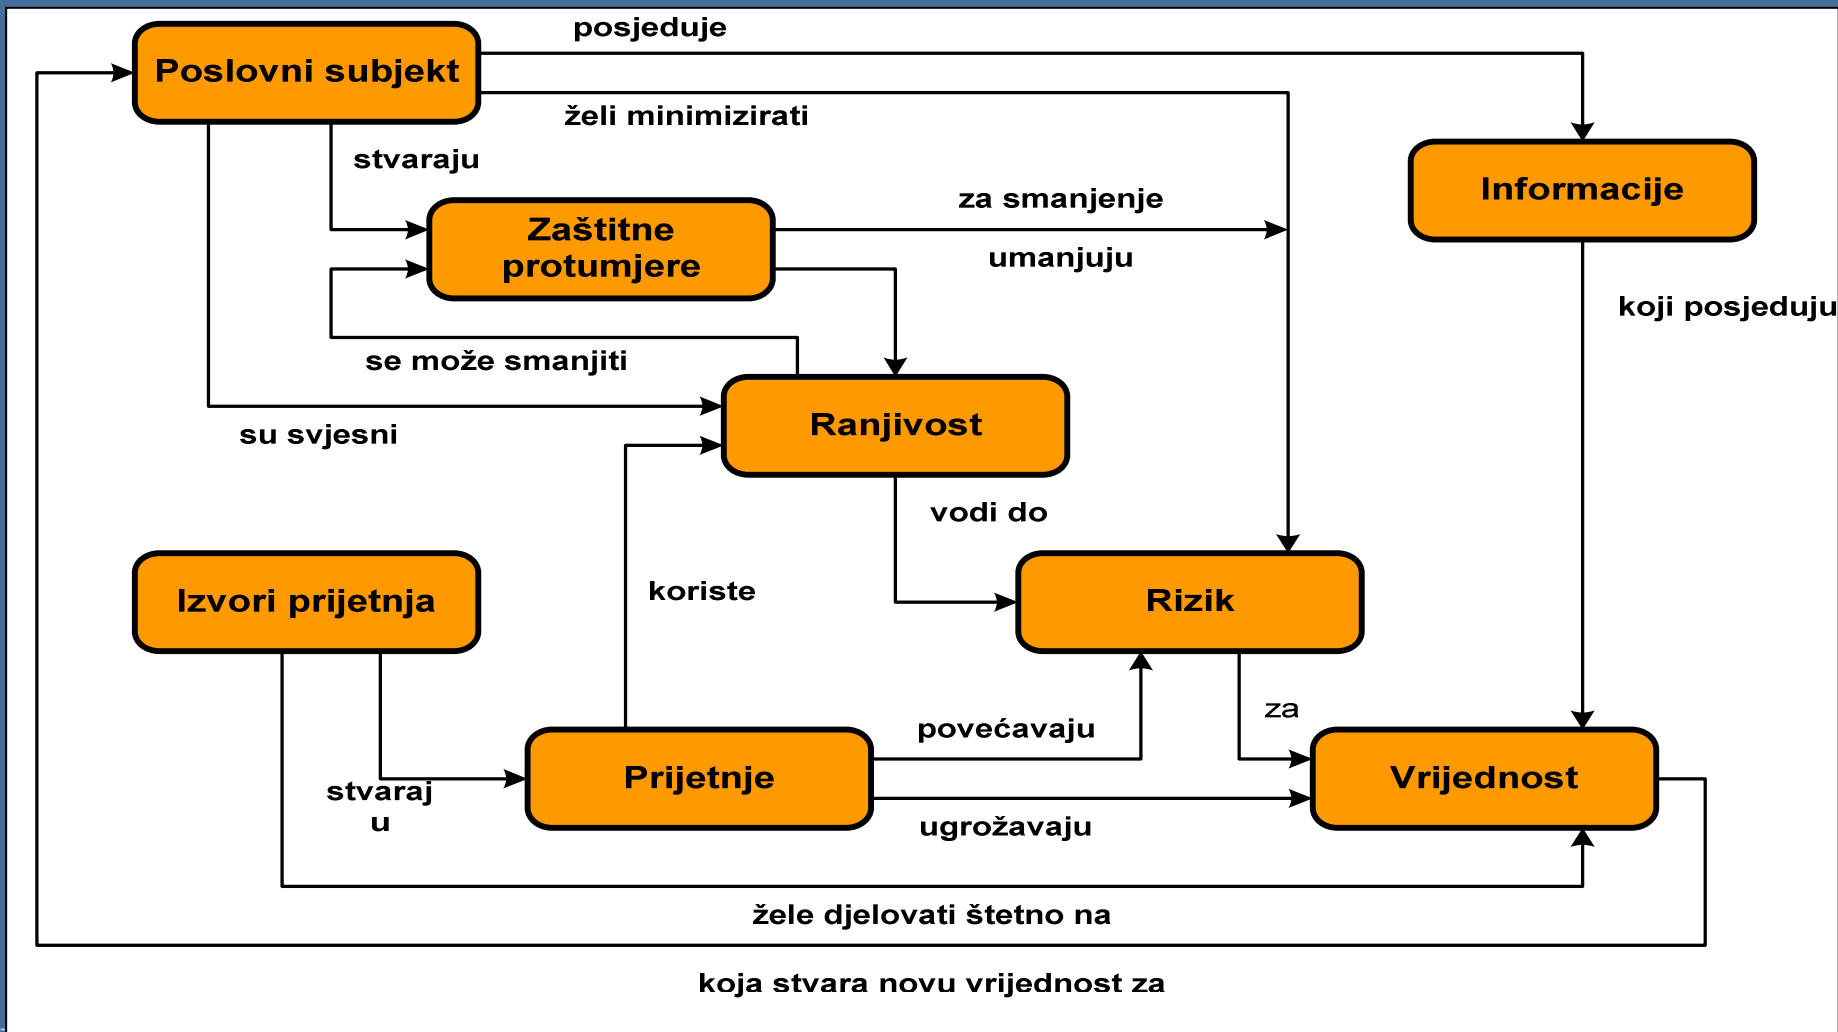 posjeduje
Poslovni subjekt
želi minimizirati
stvaraju
Informacije
za smanjenje
Zaštitne
protumjere
umanjuju
koji posjeduju
se može smanjiti
Ranjivost
su svjesni
vodi do
koriste
Izvori prijetnja
Rizik
za
povećavaju
Prijetnje
Vrijednost
stvaraj
u
ugrožavaju
žele djelovati štetno na
koja stvara novu vrijednost za